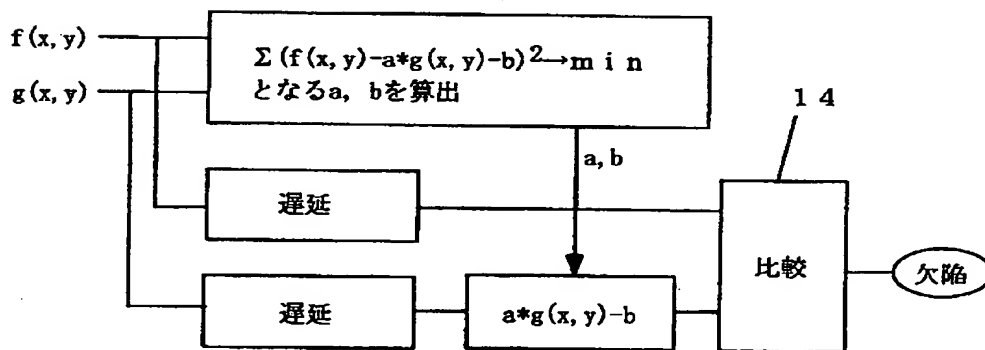 f(x, y)
Σ(f(x, y)-a*g(x, y)-b)²→min
となるa, bを算出
g(x, y)
14
a, b
遅延
比較
欠陥
遅延
a*g(x, y)-b